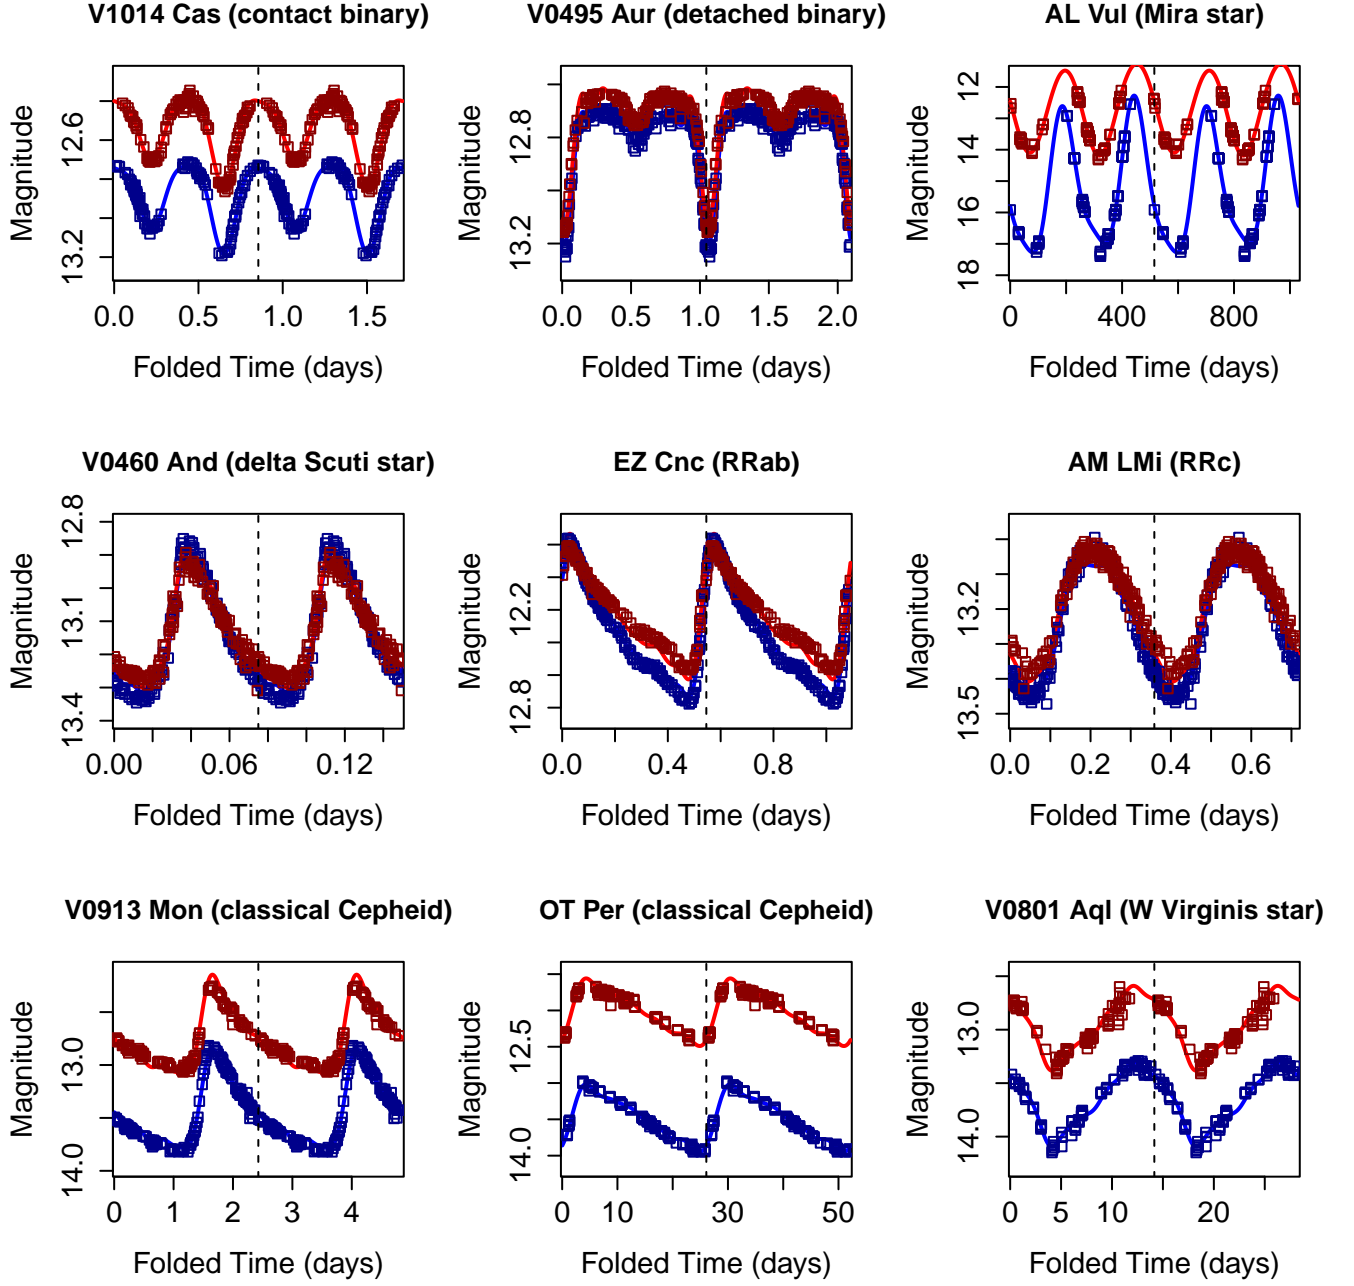 V1014 Cas (contact binary)
V0495 Aur (detached binary)
AL Vul (Mira star)
Magnitude
12.6
13.2
0.0 0.5 1.0 1.5
Folded Time (days)
Magnitude
12.8
13.2
0.0 0.5 1.0 1.5 2.0
Folded Time (days)
Magnitude
12
14
16
18
0 400 800
Folded Time (days)
V0460 And (delta Scuti star)
EZ Cnc (RRab)
AM LMi (RRc)
Magnitude
12.8
13.1
13.4
0.00 0.06 0.12
Folded Time (days)
Magnitude
12.2
12.8
0.0 0.4 0.8
Folded Time (days)
Magnitude
13.2
13.5
0.0 0.2 0.4 0.6
Folded Time (days)
V0913 Mon (classical Cepheid)
OT Per (classical Cepheid)
V0801 Aql (W Virginis star)
Magnitude
13.0
14.0
0 1 2 3 4
Folded Time (days)
Magnitude
12.5
14.0
0 10 30 50
Folded Time (days)
Magnitude
13.0
14.0
0 5 10 20
Folded Time (days)